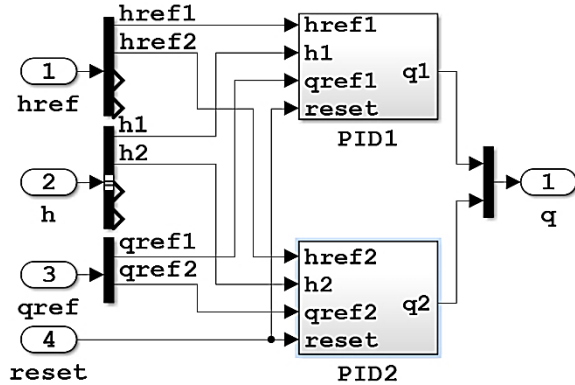 href1
href2
1
href
h1
h2
2
h
qref1
qref2
3
qref
4
reset
href1
h1
qref1
reset
q1
PID1
href2
h2
qref2
reset
q2
PID2
1
q